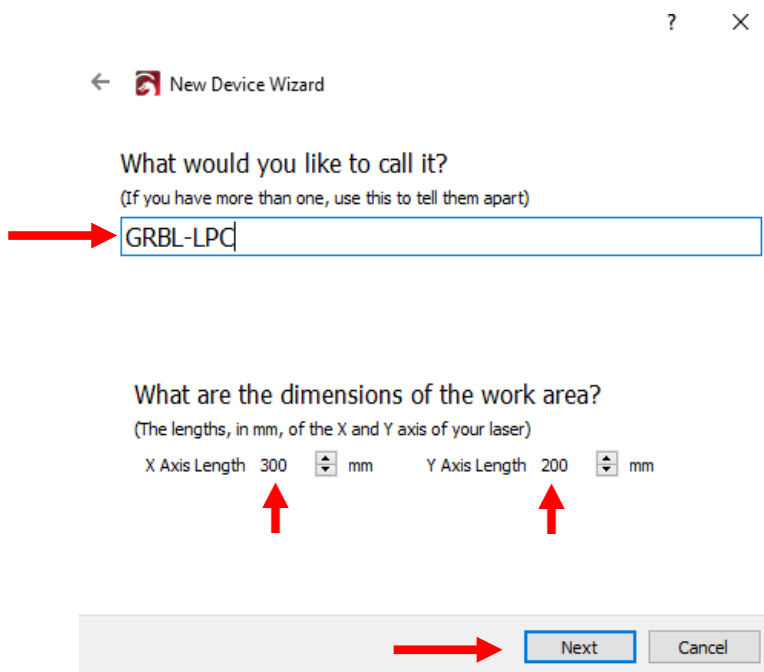 ?
New Device Wizard
What would you like to call it?
(If you have more than one, use this to tell them apart)
GRBL-LPC
What are the dimensions of the work area?
(The lengths, in mm, of the X and Y axis of your laser)
X Axis Length 300 mm Y Axis Length 200 mm
Next Cancel